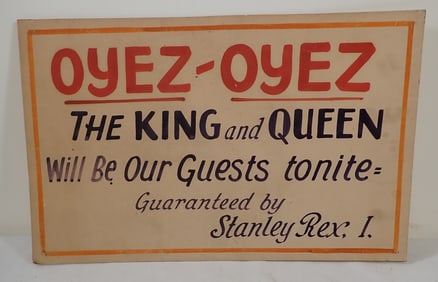 OYEZ-OYEZ
THE KING and QUEEN
Will Be Our Guests tonite=
Guaranteed by
Stanley Rex. I.